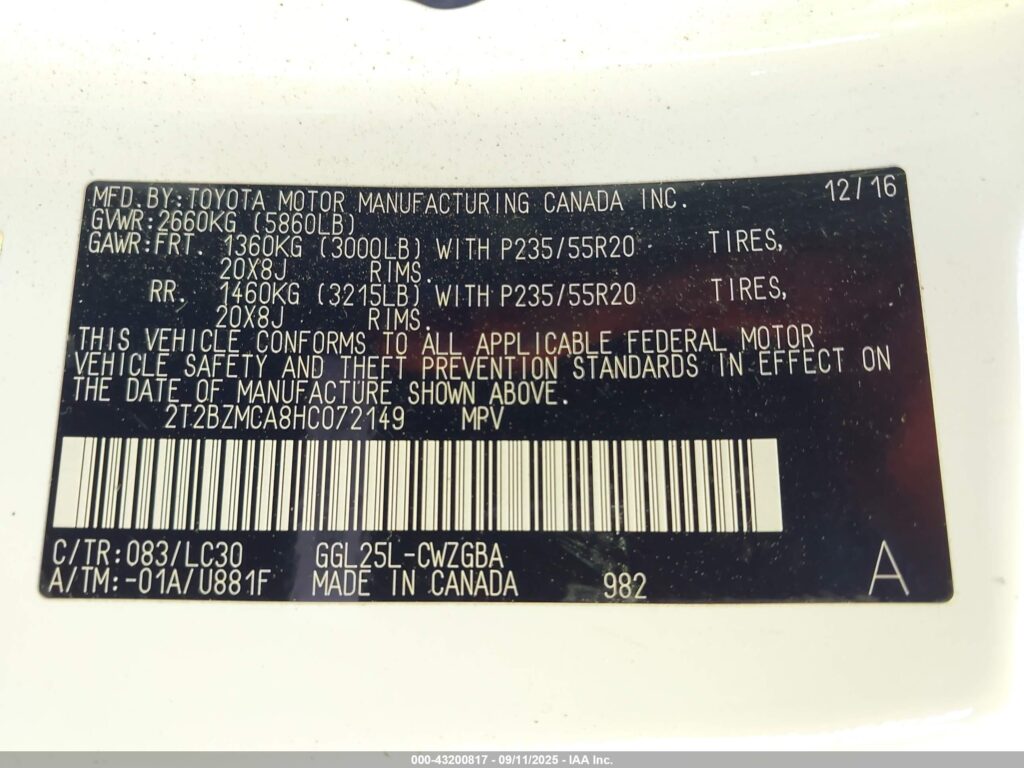 MFD.BY:TOYOTA MOTOR MANUFACTURING CANADA INC. 12/16
GVWR:2660KG (5860LB)
GAWR:FRT. 1360KG (3000LB) WITH P235/55R20 TIRES,
20X8J RIMS.
RR. 1460KG (3215LB) WITH P235/55R20 TIRES,
20X8J RIMS.
THIS VEHICLE CONFORMS TO ALL APPLICABLE FEDERAL MOTOR
VEHICLE SAFETY AND THEFT PREVENTION STANDARDS IN EFFECT ON
THE DATE OF MANUFACTURE SHOWN ABOVE.
2T2BZMCA8HC072149 MPV
C/TR:083/LC30 GGL25L-CWZGBA
A/TM:-01A/U881F MADE IN CANADA 982 A
000-43200817 - 09/11/2025 - IAA Inc.